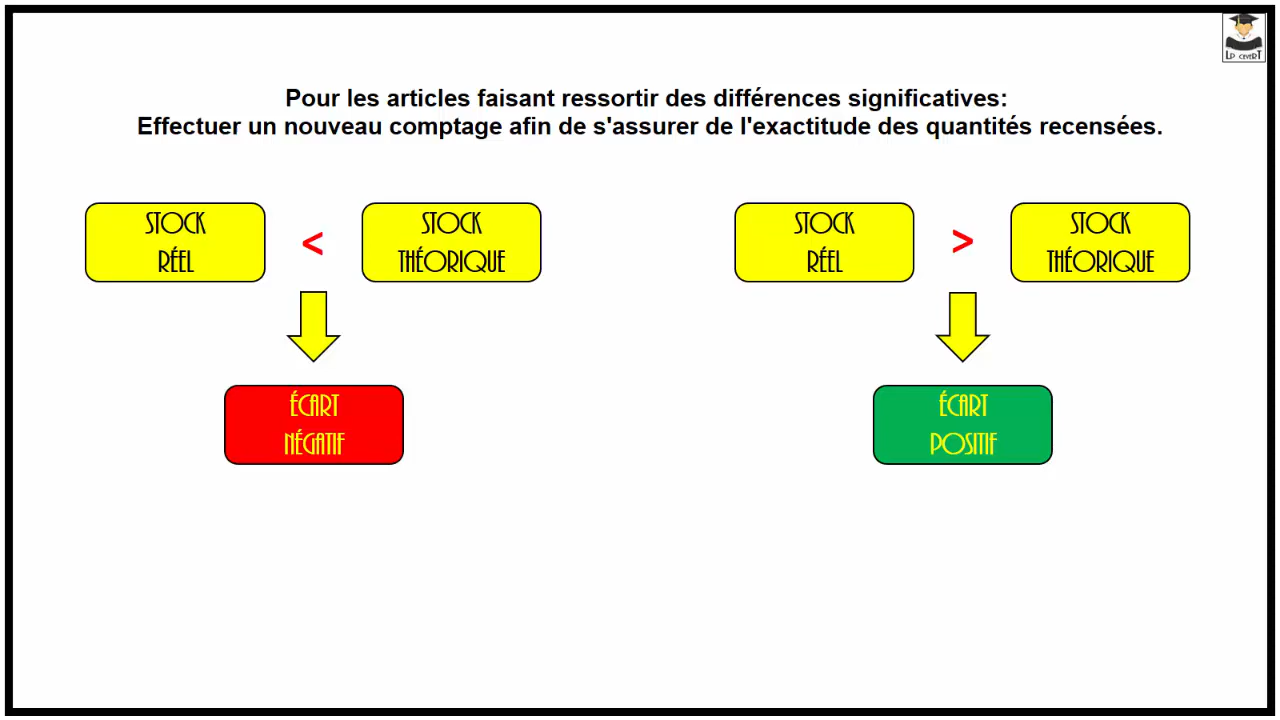 LP CEVERT
Pour les articles faisant ressortir des différences significatives:
Effectuer un nouveau comptage afin de s'assurer de l'exactitude des quantités recensées.
STOCK
RÉEL
<
STOCK
THÉORIQUE
STOCK
RÉEL
>
STOCK
THÉORIQUE
ÉCART
NÉGATIF
ÉCART
POSITIF